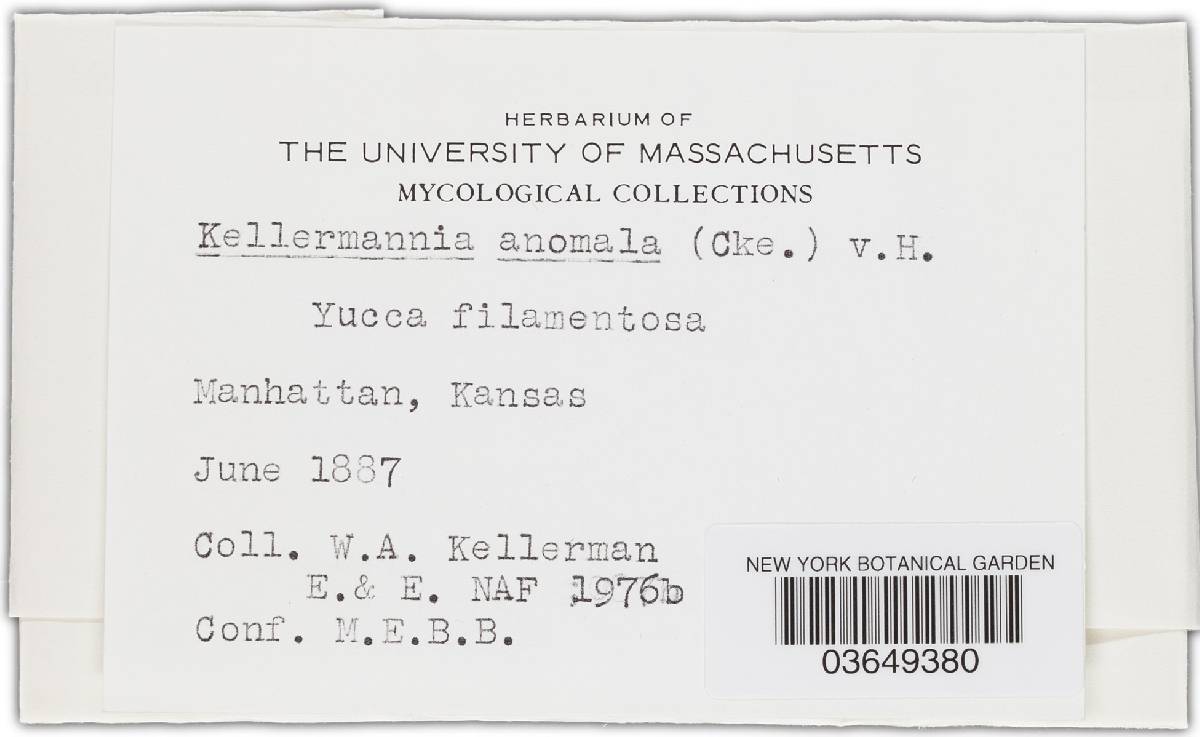 HERBARIUM OF
THE UNIVERSITY OF MASSACHUSETTS
MYCOLOGICAL COLLECTIONS
Kellermannia anomala (Cke.) v.H.
Yucca filamentosa
Manhattan, Kansas
June 1887
Coll. W.A. Kellerman
E.& E. NAF 1976b
Conf. M.E.B.B.
NEW YORK BOTANICAL GARDEN
03649380